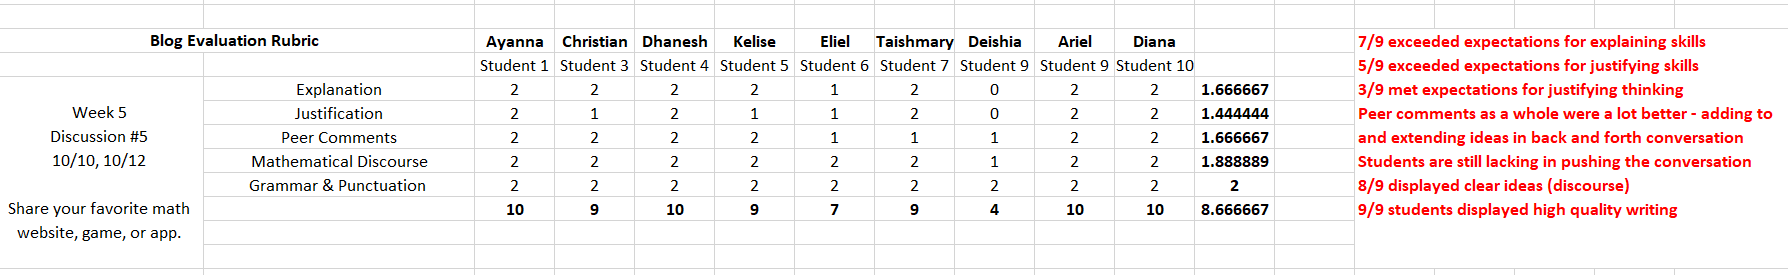 Blog Evaluation Rubric Ayanna Christian Dhanesh Kelise Eliel Taishmary Deishia Ariel Diana 7/9 exceeded expectations for explaining skills
Student 1 Student 3 Student 4 Student 5 Student 6 Student 7 Student 9 Student 9 Student 10 5/9 exceeded expectations for justifying skills
Explanation 2 2 2 2 1 2 0 2 2 1.666667 3/9 met expectations for justifying thinking
Week 5 Justification 2 1 2 1 1 2 0 2 2 1.444444 Peer comments as a whole were a lot better - adding to
Discussion #5 Peer Comments 2 2 2 2 1 1 1 2 2 1.666667 and extending ideas in back and forth conversation
10/10, 10/12 Mathematical Discourse 2 2 2 2 2 2 1 2 2 1.888889 Students are still lacking in pushing the conversation
Grammar & Punctuation 2 2 2 2 2 2 2 2 2 2 8/9 displayed clear ideas (discourse)
Share your favorite math 10 9 10 9 7 9 4 10 10 8.666667 9/9 students displayed high quality writing
website, game, or app.